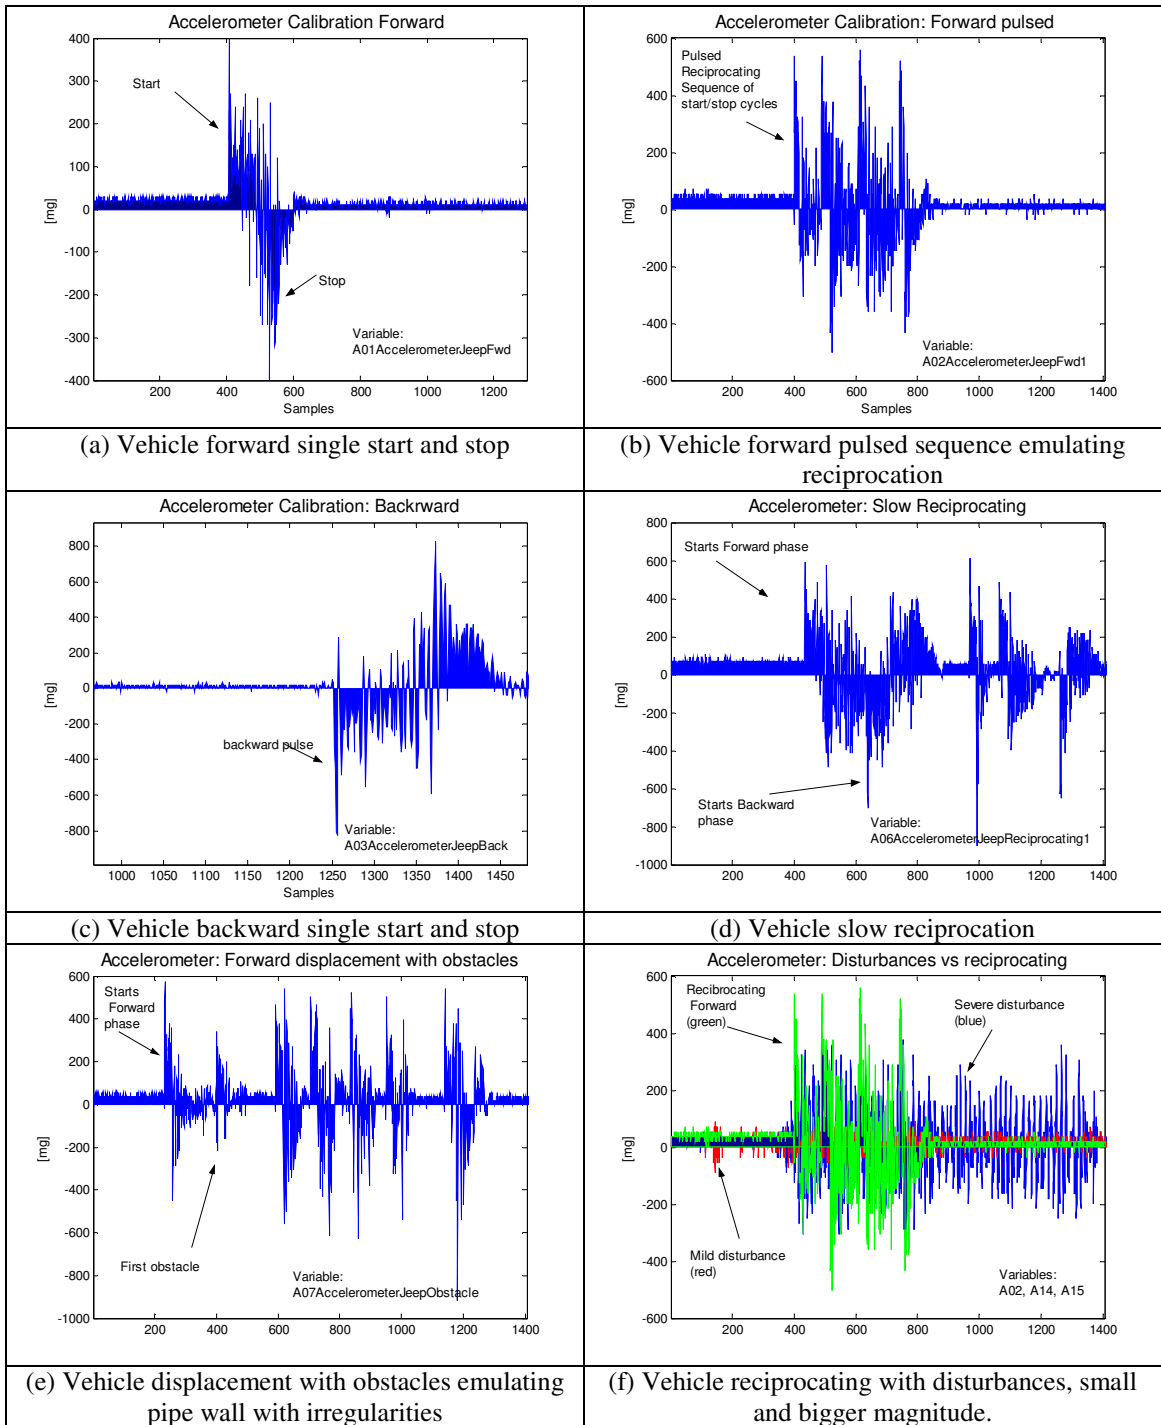 Accelerometer Calibration Forward
400
300
200
100
0
-100
-200
-300
-400
[mg]
Start
Stop
Variable:
A01AccelerometerJeepFwd
200 400 600 800 1000 1200
Samples
Accelerometer Calibration: Forward pulsed
600
400
200
0
-200
-400
-600
[mg]
Pulsed
Reciprocating
Sequence of
start/stop cycles
Variable:
A02AccelerometerJeepFwd1
200 400 600 800 1000 1200 1400
Samples
(a) Vehicle forward single start and stop
(b) Vehicle forward pulsed sequence emulating
reciprocation
Accelerometer Calibration: Backrward
800
600
400
200
0
-200
-400
-600
-800
[mg]
backward pulse
Variable:
A03AccelerometerJeepBack
1000 1050 1100 1150 1200 1250 1300 1350 1400 1450
Samples
Accelerometer: Slow Reciprocating
800
600
400
200
0
-200
-400
-600
-800
-1000
[mg]
Starts Forward phase
Starts Backward
phase
Variable:
A06AccelerometerJeepReciprocating1
200 400 600 800 1000 1200 1400
(c) Vehicle backward single start and stop
(d) Vehicle slow reciprocation
Accelerometer: Forward displacement with obstacles
600
400
200
0
-200
-400
-600
-800
-1000
[mg]
Starts
Forward
phase
First obstacle
Variable:
A07AccelerometerJeepObstacle
200 400 600 800 1000 1200 1400
Accelerometer: Disturbances vs reciprocating
600
400
200
0
-200
-400
-600
[mg]
Recibrocating
Forward
(green)
Severe disturbance
(blue)
Mild disturbance
(red)
Variables:
A02, A14, A15
200 400 600 800 1000 1200 1400
(e) Vehicle displacement with obstacles emulating
pipe wall with irregularities
(f) Vehicle reciprocating with disturbances, small
and bigger magnitude.